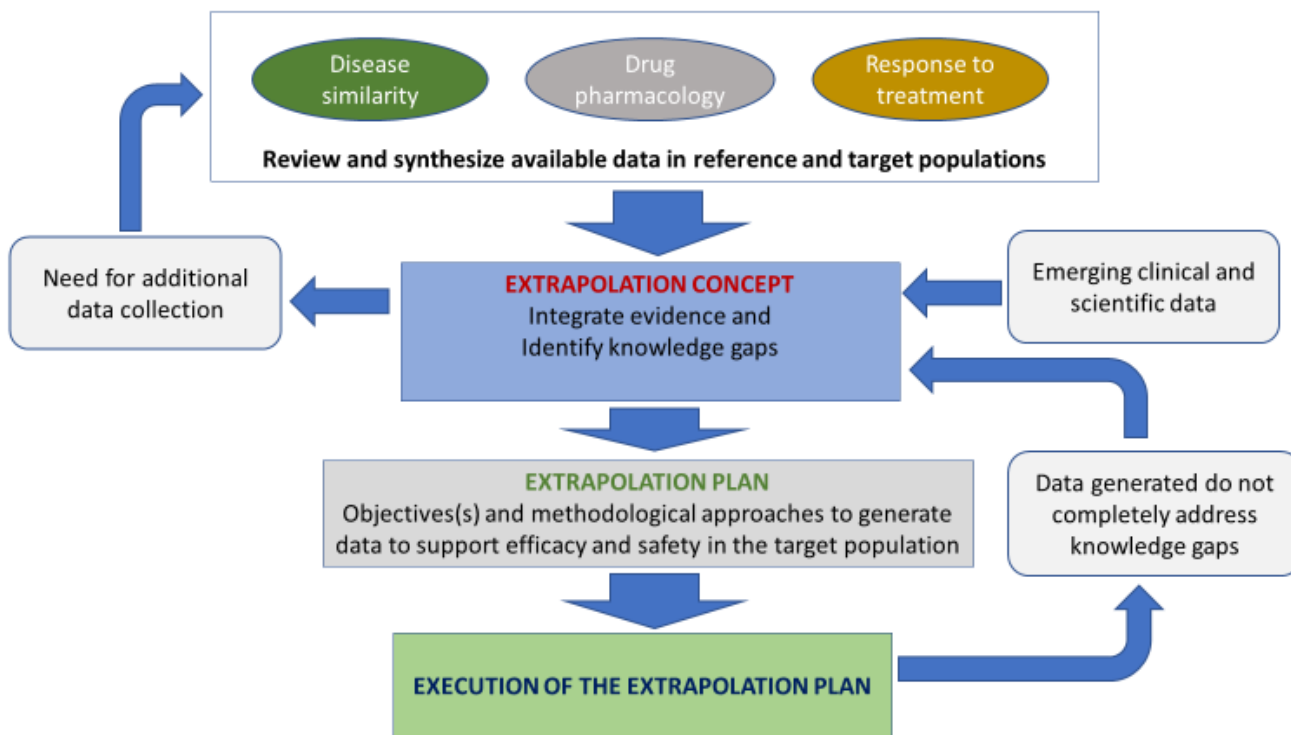 Disease
similarity
Drug
pharmacology
Response to
treatment
Review and synthesize available data in reference and target populations
Need for additional
data collection
EXTRAPOLATION CONCEPT
Integrate evidence and
Identify knowledge gaps
Emerging clinical and
scientific data
EXTRAPOLATION PLAN
Objectives(s) and methodological approaches to generate
data to support efficacy and safety in the target population
Data generated do not
completely address
knowledge gaps
EXECUTION OF THE EXTRAPOLATION PLAN